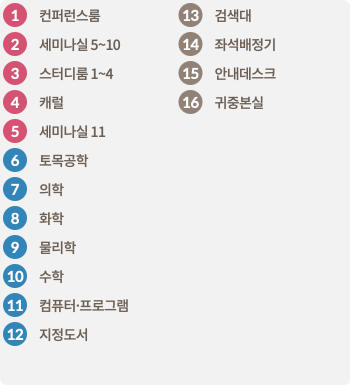 1 컨퍼런스룸
2 세미나실 5~10
3 스터디룸 1~4
4 캐럴
5 세미나실 11
6 토목공학
7 의학
8 화학
9 물리학
10 수학
11 컴퓨터·프로그램
12 지정도서
13 검색대
14 좌석배정기
15 안내데스크
16 귀중본실